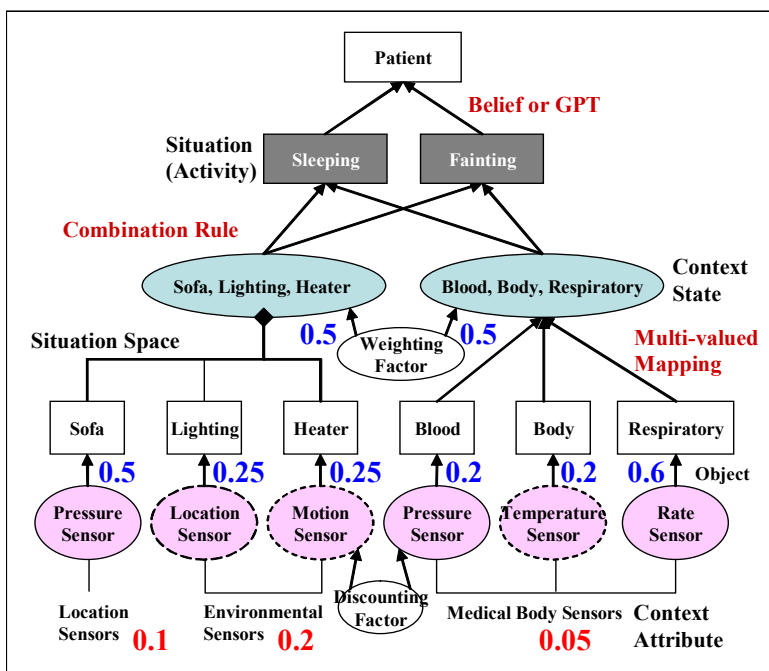 Patient
Belief or GPT
Situation
(Activity)
Sleeping
Fainting
Combination Rule
Sofa, Lighting, Heater
Blood, Body, Respiratory
Context
State
0.5
Weighting
Factor
0.5
Situation Space
Multi-valued
Mapping
Sofa
Lighting
Heater
Blood
Body
Respiratory
0.5
0.25
0.25
0.2
0.2
0.6
Object
Pressure
Sensor
Location
Sensor
Motion
Sensor
Pressure
Sensor
Temperature
Sensor
Rate
Sensor
Discounting
Factor
Location
Sensors 0.1
Environmental
Sensors 0.2
Medical Body Sensors
0.05
Context
Attribute